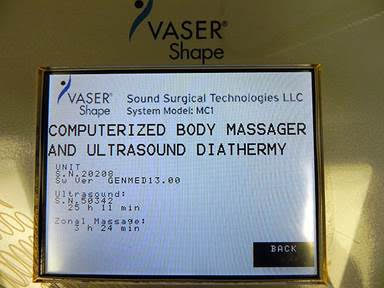 VASER®
Shape
VASER® Sound Surgical Technologies LLC
Shape System Model: MC1
COMPUTERIZED BODY MASSAGER
AND ULTRASOUND DIATHERMY
UNIT
S.N.20208
Sw Ver GENMED13.00
Ultrasound:
S.N.50342
25 h 11 min
Zonal Massage:
3 h 24 min
BACK